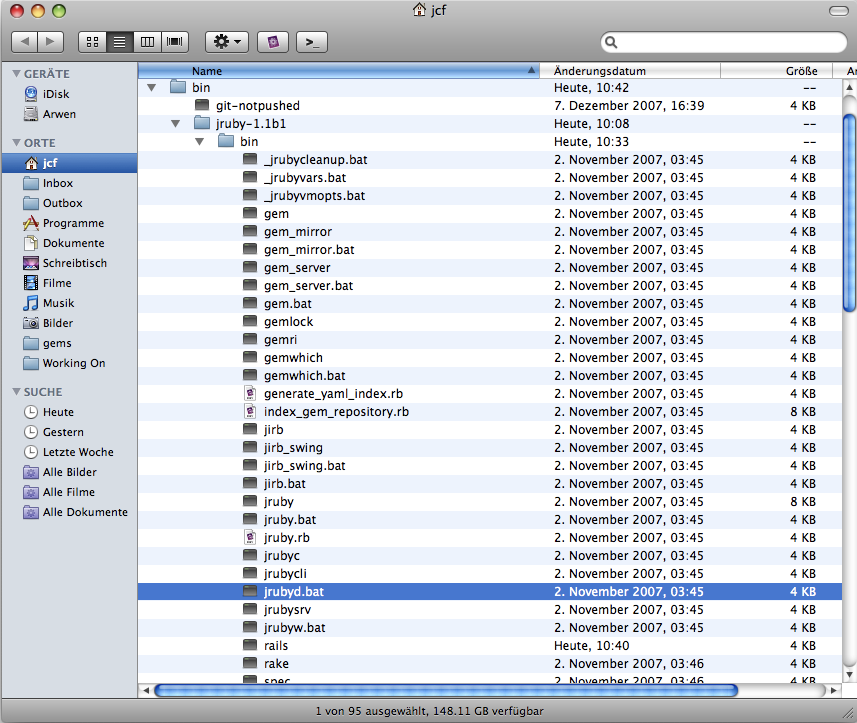 jcf
>_
GERÄTE
iDisk
Arwen
ORTE
jcf
Inbox
Outbox
Programme
Dokumente
Schreibtisch
Filme
Musik
Bilder
gems
Working On
SUCHE
Heute
Gestern
Letzte Woche
Alle Bilder
Alle Filme
Alle Dokumente
Name Änderungsdatum Größe Ar
bin Heute, 10:42 --
git-notpushed 7. Dezember 2007, 16:39 4 KB
jruby-1.1b1 Heute, 10:08 --
bin Heute, 10:33 --
_jrubycleanup.bat 2. November 2007, 03:45 4 KB
_jrubyvars.bat 2. November 2007, 03:45 4 KB
_jrubyvmopts.bat 2. November 2007, 03:45 4 KB
gem 2. November 2007, 03:45 4 KB
gem_mirror 2. November 2007, 03:45 4 KB
gem_mirror.bat 2. November 2007, 03:45 4 KB
gem_server 2. November 2007, 03:45 4 KB
gem_server.bat 2. November 2007, 03:45 4 KB
gem.bat 2. November 2007, 03:45 4 KB
gemlock 2. November 2007, 03:45 4 KB
gemri 2. November 2007, 03:45 4 KB
gemwhich 2. November 2007, 03:45 4 KB
gemwhich.bat 2. November 2007, 03:45 4 KB
generate_yaml_index.rb 2. November 2007, 03:45 4 KB
index_gem_repository.rb 2. November 2007, 03:45 8 KB
jirb 2. November 2007, 03:45 4 KB
jirb_swing 2. November 2007, 03:45 4 KB
jirb_swing.bat 2. November 2007, 03:45 4 KB
jirb.bat 2. November 2007, 03:45 4 KB
jruby 2. November 2007, 03:45 8 KB
jruby.bat 2. November 2007, 03:45 4 KB
jruby.rb 2. November 2007, 03:45 4 KB
jrubyc 2. November 2007, 03:45 4 KB
jrubycli 2. November 2007, 03:45 4 KB
jrubyd.bat 2. November 2007, 03:45 4 KB
jrubysrv 2. November 2007, 03:45 4 KB
jrubyw.bat 2. November 2007, 03:45 4 KB
rails Heute, 10:40 4 KB
rake 2. November 2007, 03:46 4 KB
spec 2. November 2007, 03:46 4 KB
1 von 95 ausgewählt, 148.11 GB verfügbar